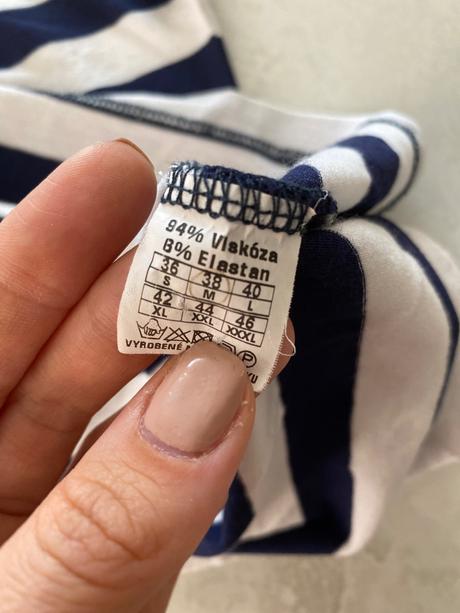 94% Viskóza
6% Elastan
36 38 40
S M L
42 44 46
XL XXL XXXL
P
VYROBENÉ